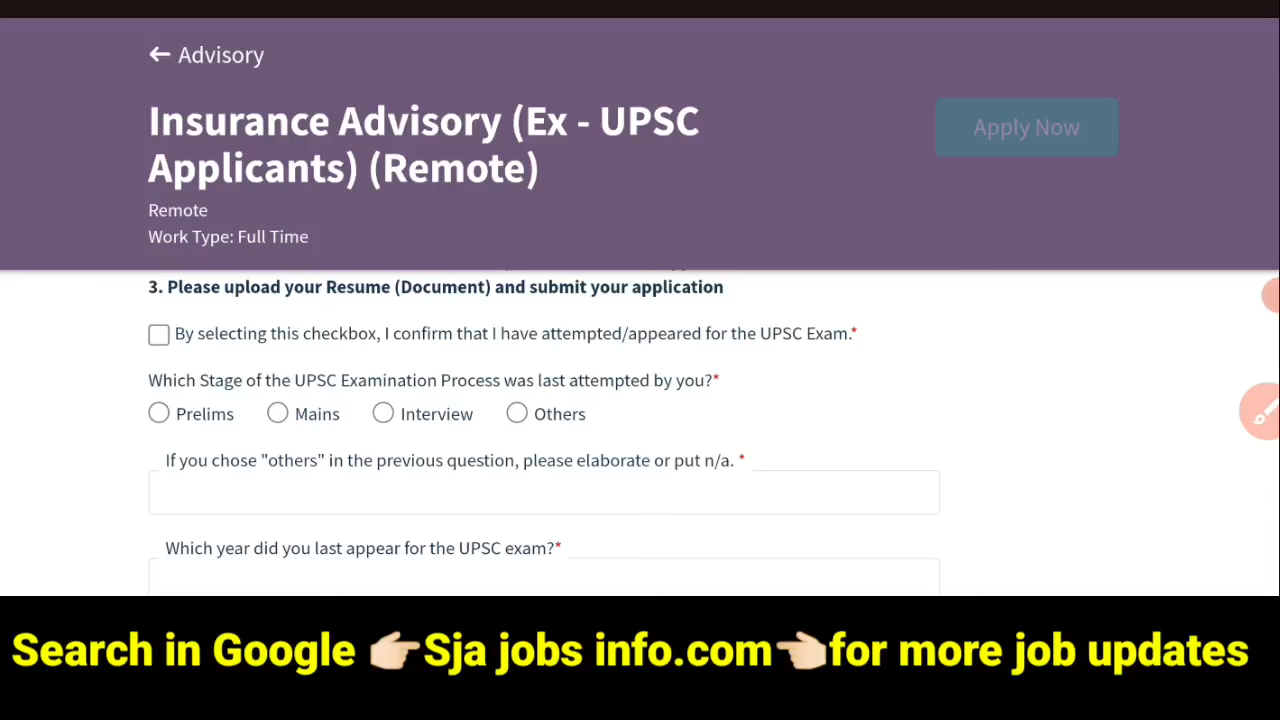 ← Advisory
Insurance Advisory (Ex - UPSC
Applicants) (Remote)
Apply Now
Remote
Work Type: Full Time
3. Please upload your Resume (Document) and submit your application
By selecting this checkbox, I confirm that I have attempted/appeared for the UPSC Exam.*
Which Stage of the UPSC Examination Process was last attempted by you?*
Prelims Mains Interview Others
If you chose "others" in the previous question, please elaborate or put n/a. *
Which year did you last appear for the UPSC exam?*
Search in Google 👉🏻Sja jobs info.com👈🏻for more job updates